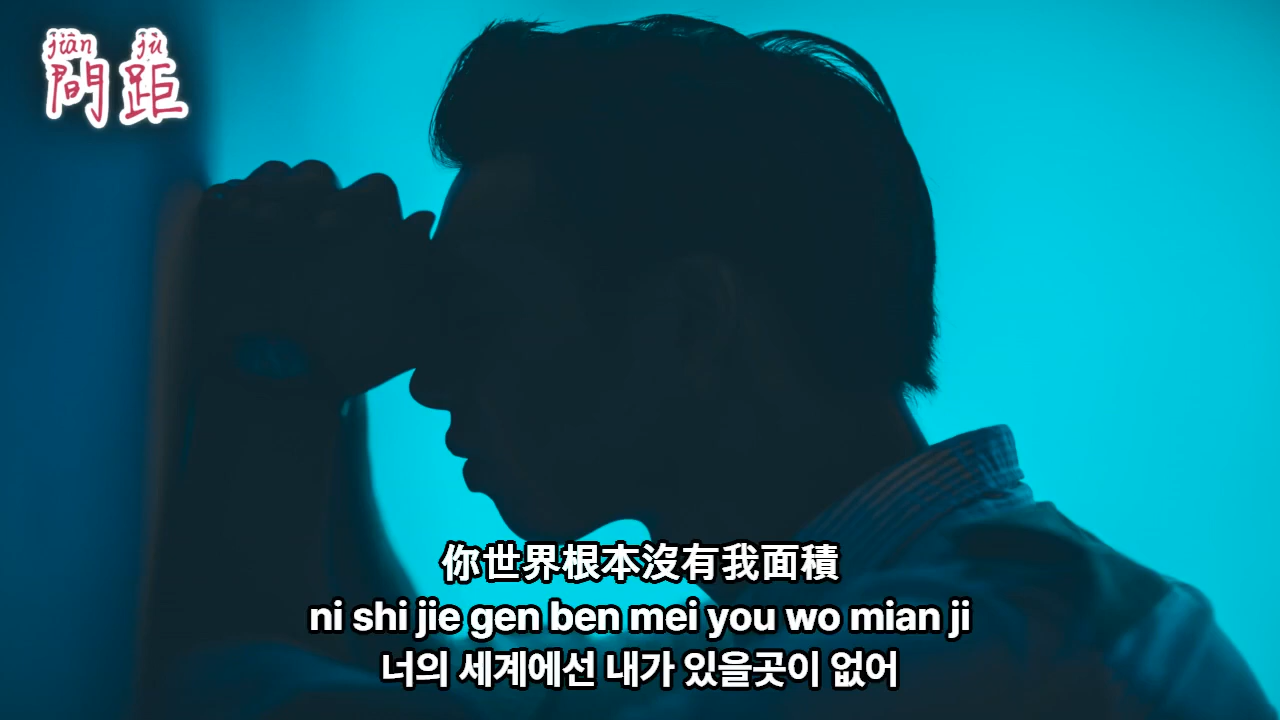 jiān jù
間距
你世界根本沒有我面積
ni shi jie gen ben mei you wo mian ji
너의 세계에선 내가 있을곳이 없어